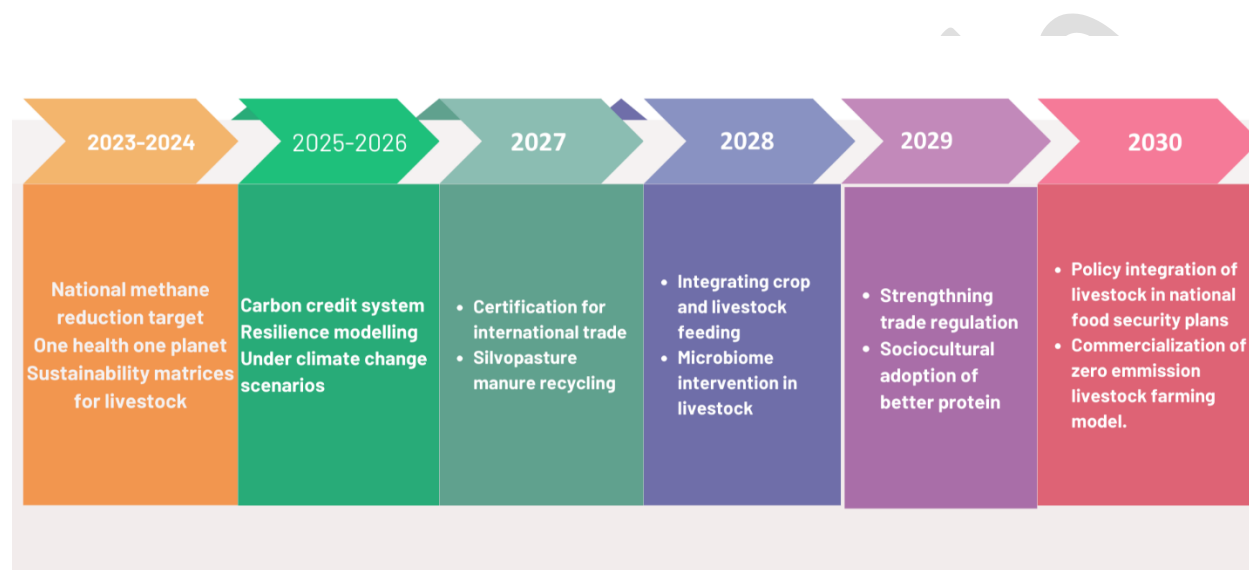 2023-2024
National methane
reduction target
One health one planet
Sustainability matrices
for livestock
2025-2026
Carbon credit system
Resilience modelling
Under climate change
scenarios
2027
• Certification for
international trade
• Silvopasture
manure recycling
2028
• Integrating crop
and livestock
feeding
• Microbiome
intervention in
livestock
2029
• Strengthning
trade regulation
• Sociocultural
adoption of
better protein
2030
• Policy integration of
livestock in national
food security plans
• Commercialization of
zero emmission
livestock farming
model.